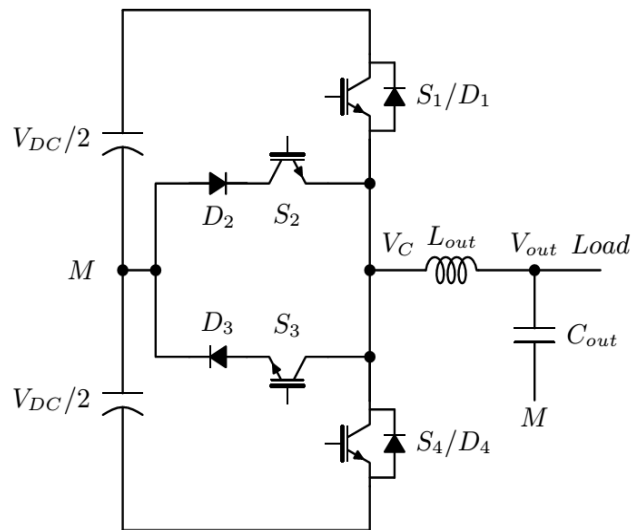 S_1/D_1
V_{DC}/2
D_2
S_2
M
V_C
L_{out}
V_{out}
Load
D_3
S_3
C_{out}
V_{DC}/2
M
S_4/D_4